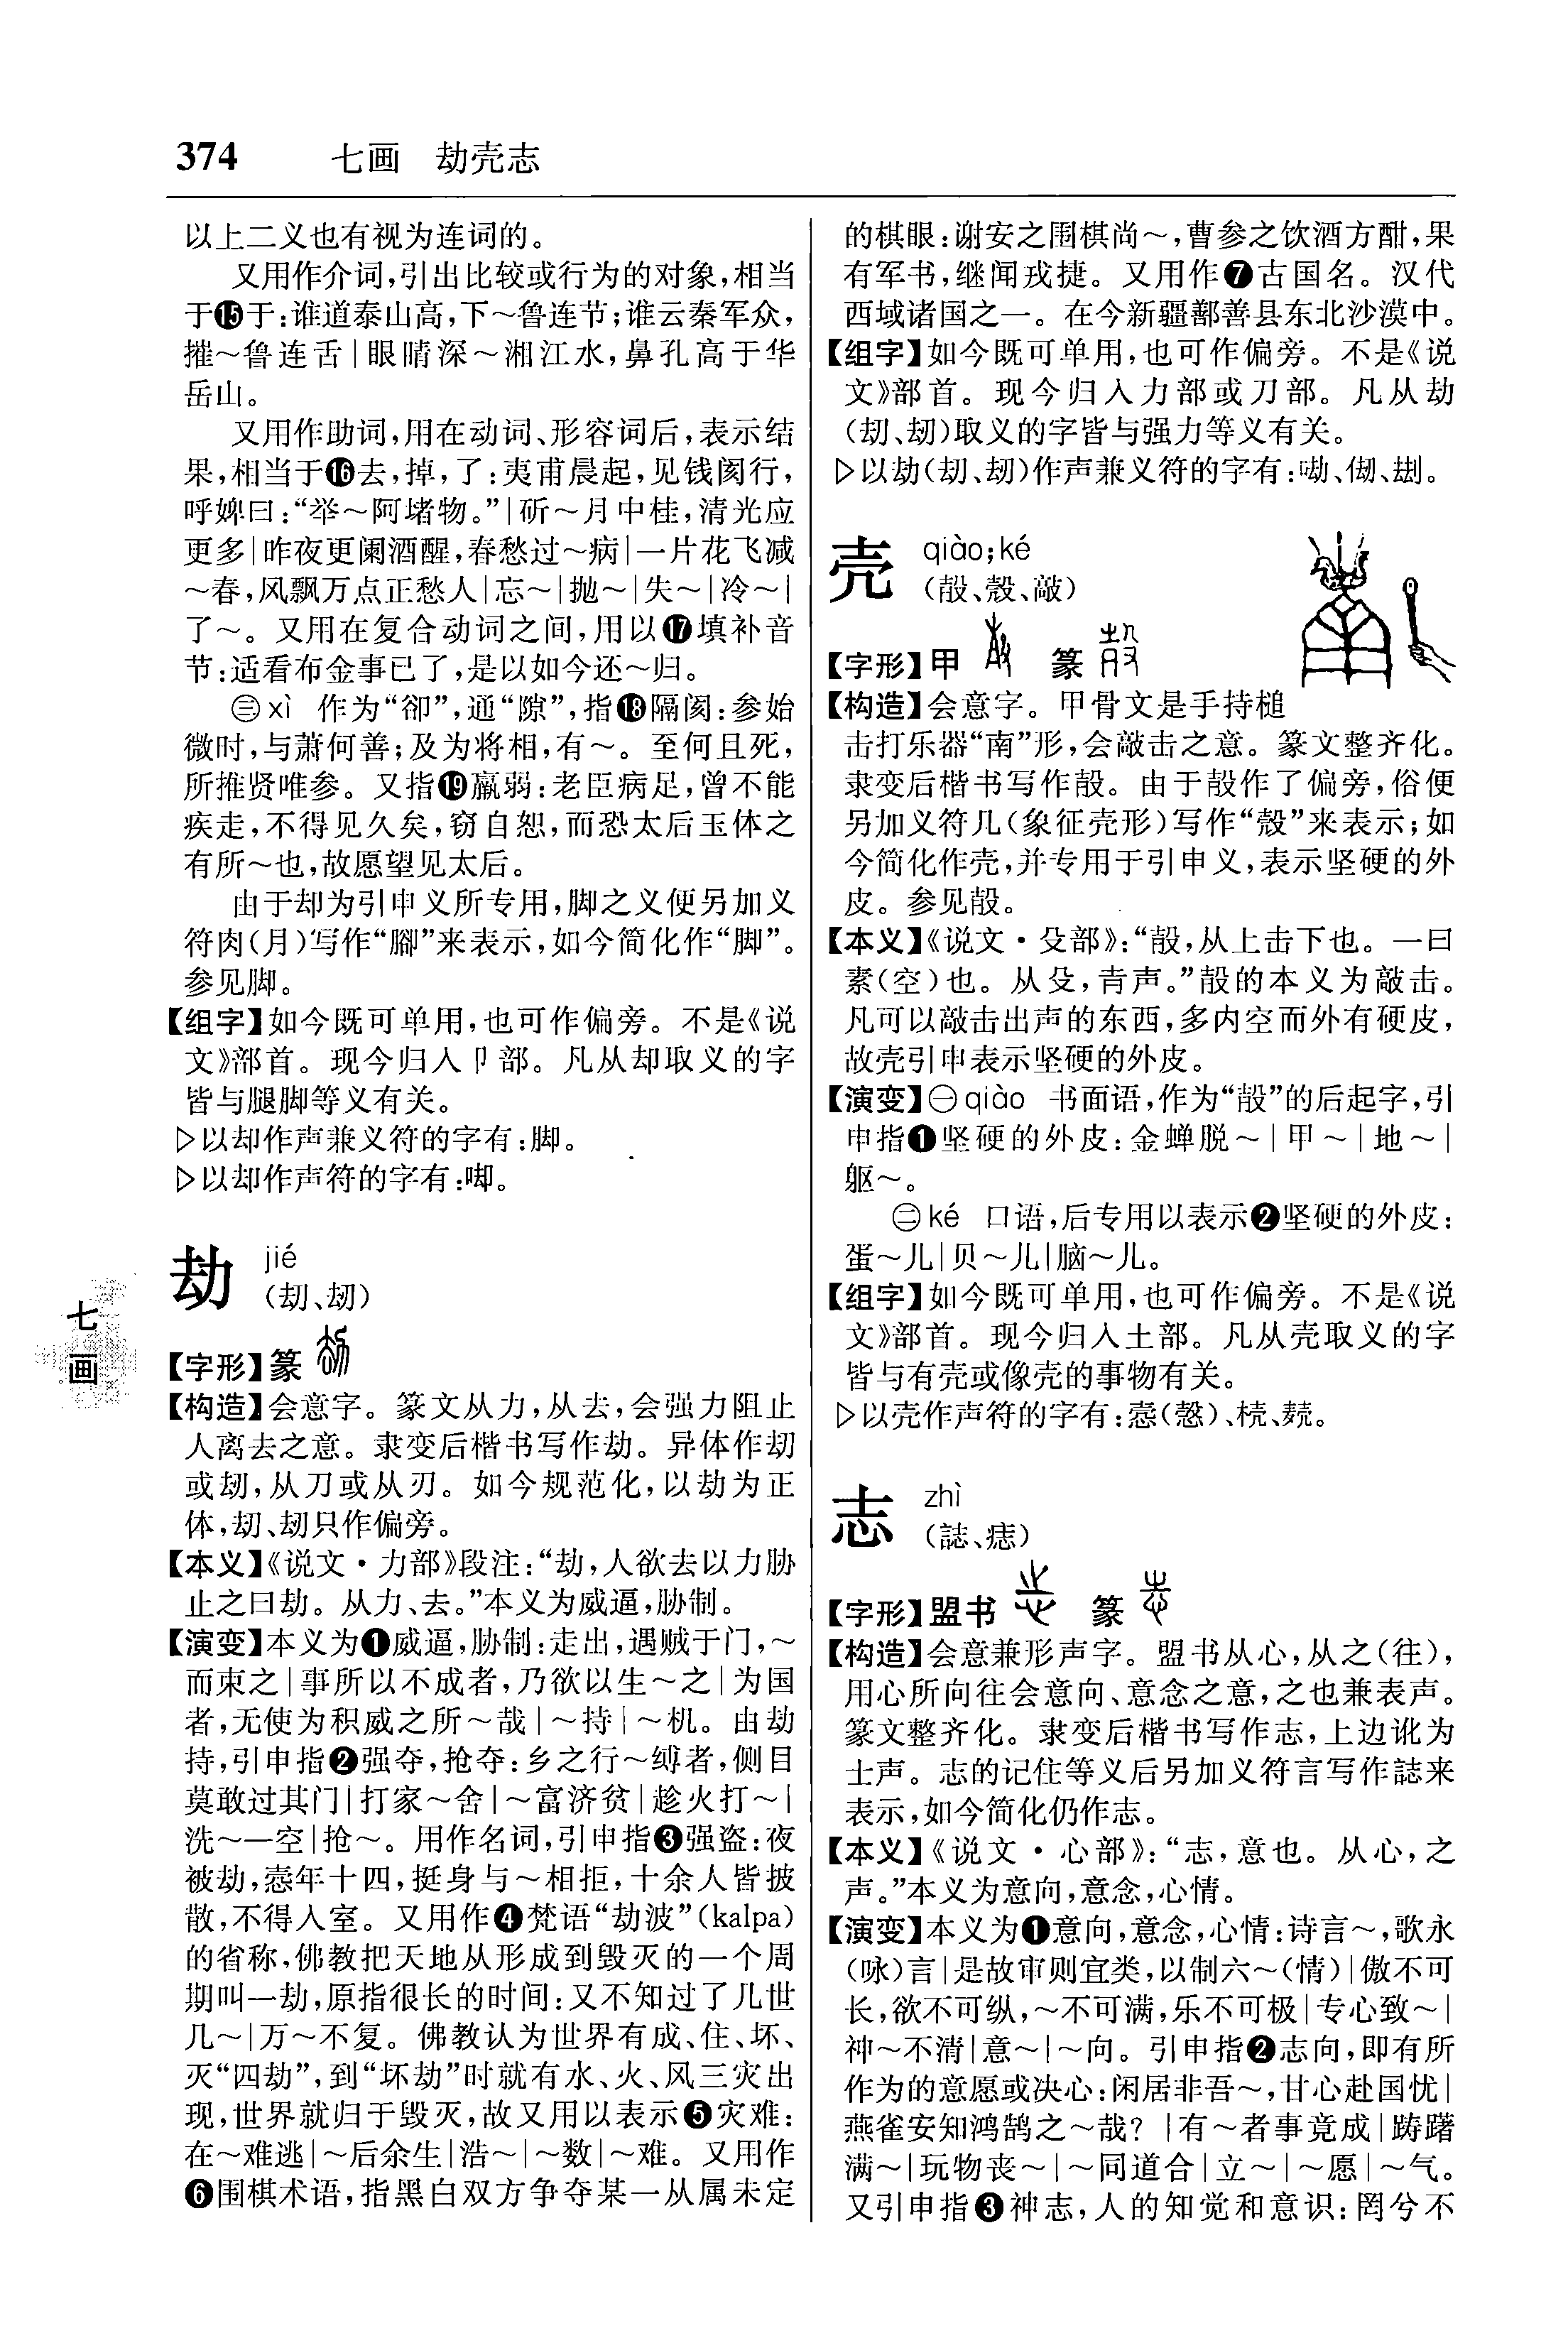 374 七画 劫壳志
以上二义也有视为连词的。
又用作介词,引出比较或行为的对象,相当
于⓯于:谁道泰山高,下～鲁连节;谁云秦军众,
摧～鲁连舌|眼睛深～湘江水,鼻孔高于华
岳山。
又用作助词,用在动词、形容词后,表示结
果,相当于⓰去,掉,了:夷甫晨起,见钱阂行,
呼婢曰:“举～阿堵物。”|斫～月中桂,清光应
更多|昨夜更阑酒醒,春愁过～病|一片花飞减
～春,风飘万点正愁人|忘～|抛～|失～|冷～|
了～。又用在复合动词之间,用以⓱填补音
节:适看布金事已了,是以如今还～归。
㊂xì 作为“郤”,通“隙”,指⓲隔阂:参始
微时,与萧何善;及为将相,有～。至何且死,
所推贤唯参。又指⓳羸弱:老臣病足,曾不能
疾走,不得见久矣,窃自恕,而恐太后玉体之
有所～也,故愿望见太后。
由于却为引申义所专用,脚之义便另加义
符肉(月)写作“腳”来表示,如今简化作“脚”。
参见脚。
【组字】如今既可单用,也可作偏旁。不是《说
文》部首。现今归入卩部。凡从却取义的字
皆与腿脚等义有关。
▷以却作声兼义符的字有:脚。
▷以却作声符的字有:唧。
劫 jié
(刧、刼)
【字形】篆
【构造】会意字。篆文从力,从去,会强力阻止
人离去之意。隶变后楷书写作劫。异体作刧
或刼,从刀或从刃。如今规范化,以劫为正
体,刧、刼只作偏旁。
【本义】《说文·力部》段注:“劫,人欲去以力胁
止之曰劫。从力、去。”本义为威逼,胁制。
【演变】本义为❶威逼,胁制:走出,遇贼于门,～
而束之|事所以不成者,乃欲以生～之|为国
者,无使为积威之所～哉|～持|～机。由劫
持,引申指❷强夺,抢夺:乡之行～缚者,侧目
莫敢过其门|打家～舍|～富济贫|趁火打～|
洗～一空|抢～。用作名词,引申指❸强盗:夜
被劫,悫年十四,挺身与～相拒,十余人皆披
散,不得入室。又用作❹梵语“劫波”(kalpa)
的省称,佛教把天地从形成到毁灭的一个周
期叫一劫,原指很长的时间:又不知过了几世
几～|万～不复。佛教认为世界有成、住、坏、
灭“四劫”,到“坏劫”时就有水、火、风三灾出
现,世界就归于毁灭,故又用以表示❺灾难:
在～难逃|～后余生|浩～|～数|～难。又用作
❻围棋术语,指黑白双方争夺某一从属未定
的棋眼:谢安之围棋尚～,曹参之饮酒方酣,果
有军书,继闻戎捷。又用作❼古国名。汉代
西域诸国之一。在今新疆鄯善县东北沙漠中。
【组字】如今既可单用,也可作偏旁。不是《说
文》部首。现今归入力部或刀部。凡从劫
(刧、刼)取义的字皆与强力等义有关。
▷以劫(刧、刼)作声兼义符的字有:㗫、㤼、刼。
壳 qiào;ké
(㱿、殼、敲)
【字形】甲 篆
【构造】会意字。甲骨文是手持槌
击打乐器“南”形,会敲击之意。篆文整齐化。
隶变后楷书写作㱿。由于㱿作了偏旁,俗便
另加义符几(象征壳形)写作“殼”来表示;如
今简化作壳,并专用于引申义,表示坚硬的外
皮。参见㱿。
【本义】《说文·殳部》:“㱿,从上击下也。一曰
素(空)也。从殳,𡉉声。”㱿的本义为敲击。
凡可以敲击出声的东西,多内空而外有硬皮,
故壳引申表示坚硬的外皮。
【演变】㊀qiào 书面语,作为“㱿”的后起字,引
申指❶坚硬的外皮:金蝉脱～|甲～|地～|
躯～。
㊁ké 口语,后专用以表示❷坚硬的外皮:
蛋～儿|贝～儿|脑～儿。
【组字】如今既可单用,也可作偏旁。不是《说
文》部首。现今归入土部。凡从壳取义的字
皆与有壳或像壳的事物有关。
▷以壳作声符的字有:悫(愨)、㭠、𬍡。
志 zhì
(誌、痣)
【字形】盟书 篆
【构造】会意兼形声字。盟书从心,从之(往),
用心所向往会意向、意念之意,之也兼表声。
篆文整齐化。隶变后楷书写作志,上边讹为
士声。志的记住等义后另加义符言写作誌来
表示,如今简化仍作志。
【本义】《说文·心部》:“志,意也。从心,之
声。”本义为意向,意念,心情。
【演变】本义为❶意向,意念,心情:诗言～,歌永
(咏)言|是故审则宜类,以制六～(情)|傲不可
长,欲不可纵,～不可满,乐不可极|专心致～|
神～不清|意～|～向。引申指❷志向,即有所
作为的意愿或决心:闲居非吾～,甘心赴国忧|
燕雀安知鸿鹄之～哉?|有～者事竟成|踌躇
满～|玩物丧～|～同道合|立～|～愿|～气。
又引申指❸神志,人的知觉和意识:罔兮不
七
画